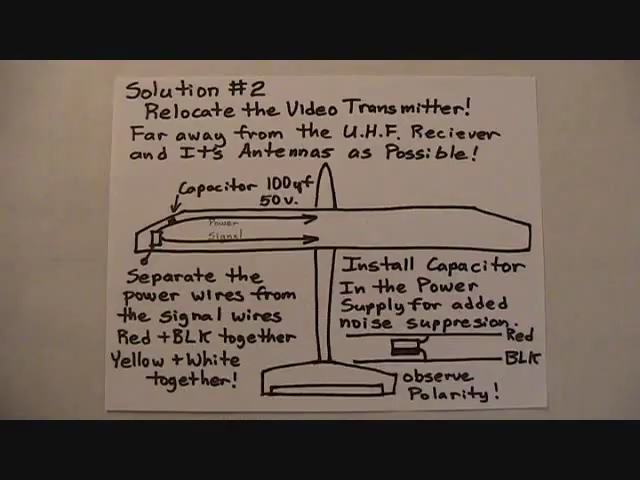 Solution #2
Relocate the Video Transmitter!
Far away from the U.H.F. Reciever
and It's Antennas as Possible!
Capacitor 100µf
50v.
Power
Signal
Separate the
power wires from
the signal wires
Red + BLK together
Yellow + White
together!
Install Capacitor
In the Power
Supply for added
noise suppresion.
Red
BLK
observe
Polarity!